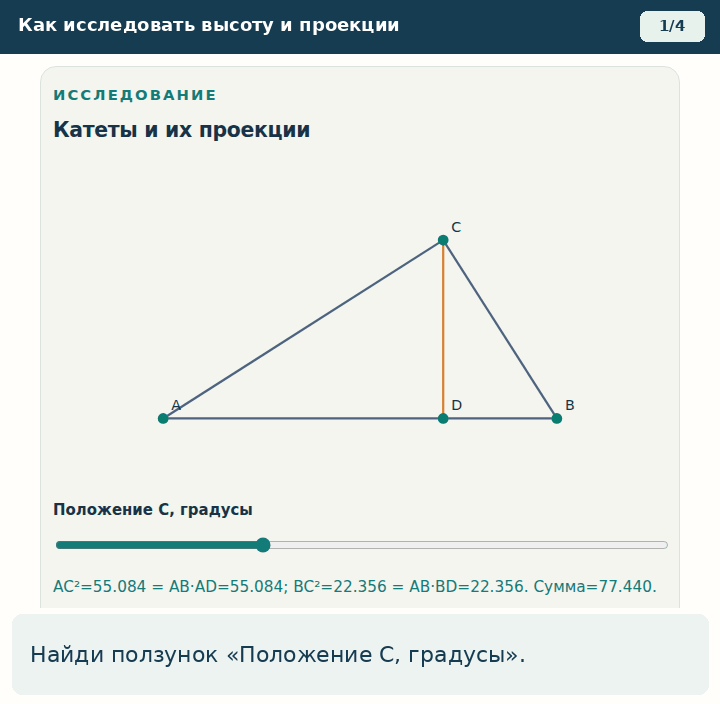 Как исследовать высоту и проекции
1/4
ИССЛЕДОВАНИЕ
Катеты и их проекции
C
A
D
B
Положение C, градусы
AC²=55.084 = AB·AD=55.084; BC²=22.356 = AB·BD=22.356. Сумма=77.440.
Найди ползунок «Положение C, градусы».